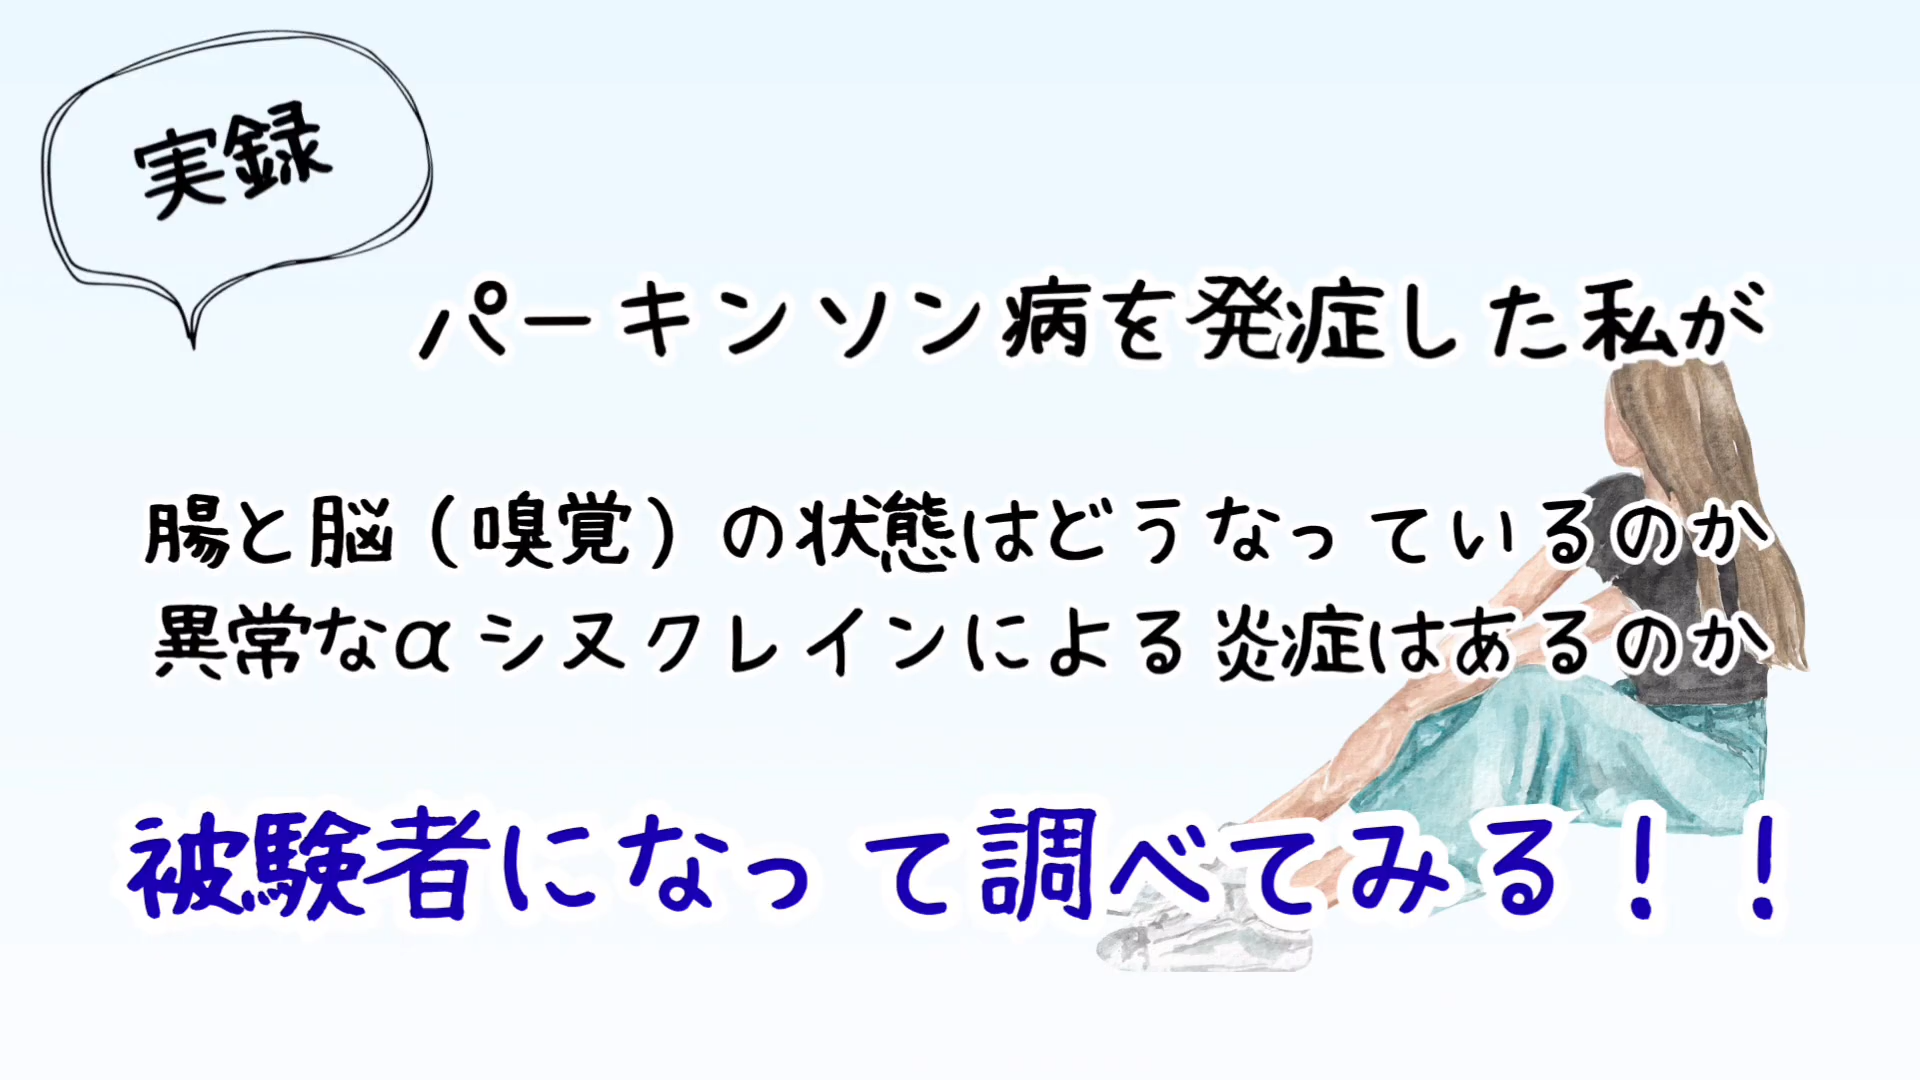 実録
パーキンソン病を発症した私が
腸と脳（嗅覚）の状態はどうなっているのか
異常なαシヌクレインによる炎症はあるのか
被験者になって調べてみる！！